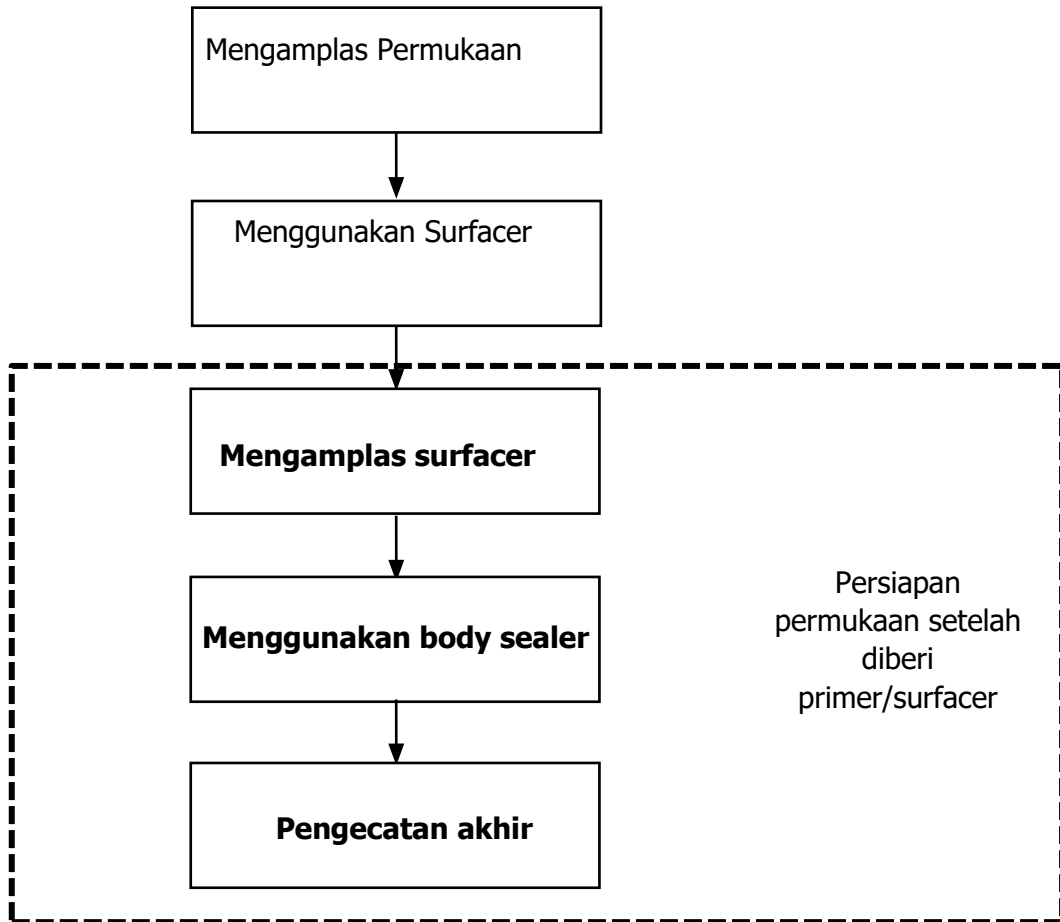 Mengamplas Permukaan
Menggunakan Surfacer
Mengamplas surfacer
Menggunakan body sealer
Persiapan
permukaan setelah
diberi
primer/surfacer
Pengecatan akhir